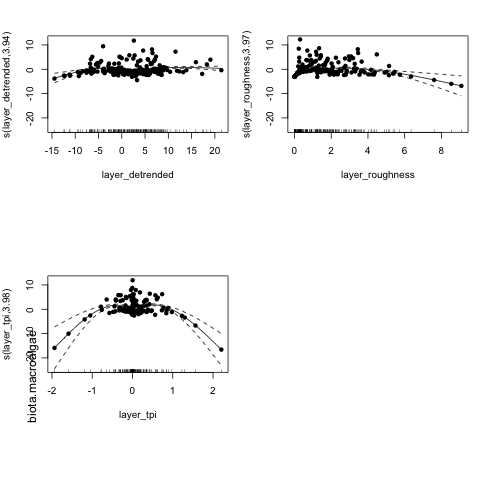 s(layer_detrended,3.94)
10
0
-10
-20
-15 -10 -5 0 5 10 15 20
layer_detrended
s(layer_roughness,3.97)
10
0
-10
-20
0 2 4 6 8
layer_roughness
s(layer_tpi,3.98)
10
0
-10
-20
biota.macroalgae
-2 -1 0 1 2
layer_tpi